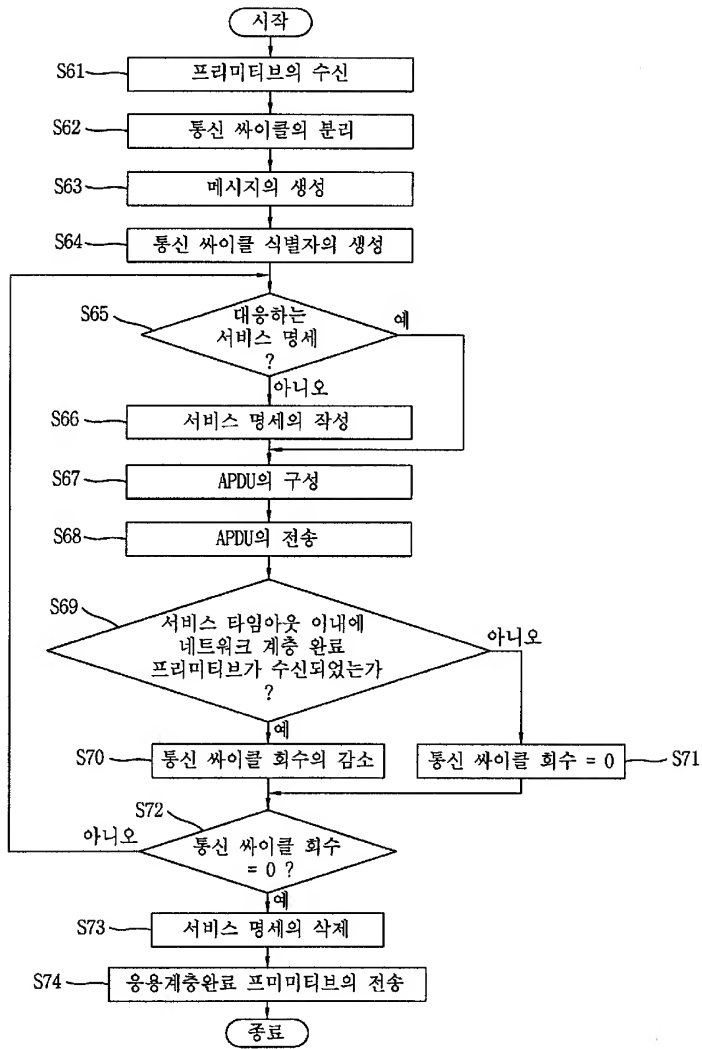 시작
S61
프리미티브의 수신
S62
통신 싸이클의 분리
S63
메시지의 생성
S64
통신 싸이클 식별자의 생성
S65
대응하는
서비스 명세
?
예
아니오
S66
서비스 명세의 작성
S67
APDU의 구성
S68
APDU의 전송
S69
서비스 타임아웃 이내에
네트워크 계층 완료
프리미티브가 수신되었는가
?
아니오
예
S70
통신 싸이클 회수의 감소
통신 싸이클 회수 = 0
S71
S72
아니오
통신 싸이클 회수
= 0 ?
예
S73
서비스 명세의 삭제
S74
응용계층완료 프미미티브의 전송
종료